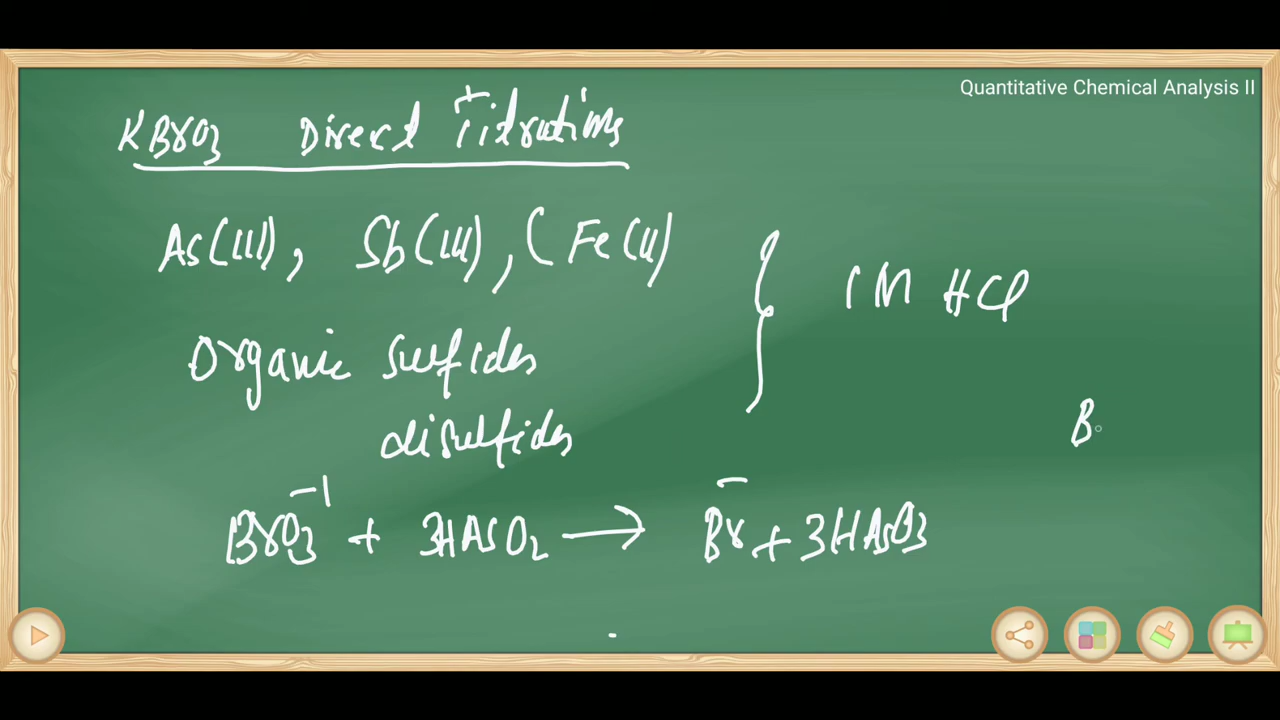 Quantitative Chemical Analysis II
KBrO3 Direct Titrations
As(III), Sb(III), (Fe(II)
1M HCl
Organic sulfides
disulfides
B
BrO3⁻¹ + 3HAsO2 → Br⁻ + 3HAsO3